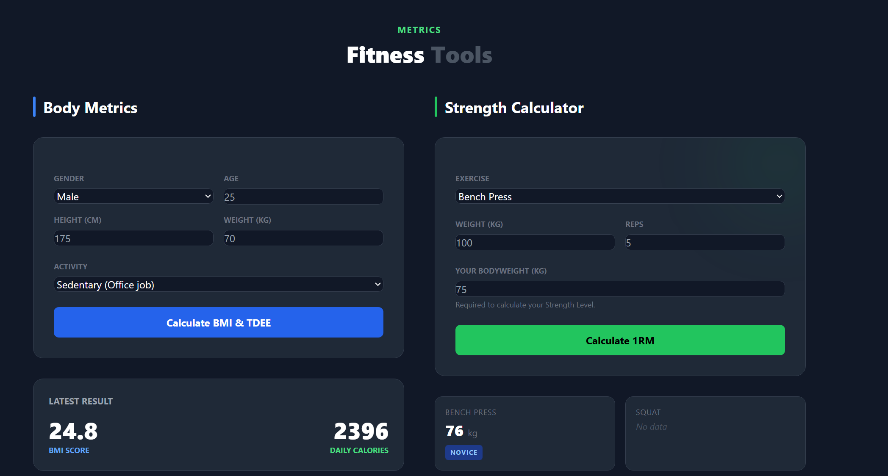 METRICS
Fitness Tools
Body Metrics
GENDER
AGE
Male
25
HEIGHT (CM)
WEIGHT (KG)
175
70
ACTIVITY
Sedentary (Office job)
Calculate BMI & TDEE
LATEST RESULT
24.8
2396
BMI SCORE
DAILY CALORIES
Strength Calculator
EXERCISE
Bench Press
WEIGHT (KG)
REPS
100
5
YOUR BODYWEIGHT (KG)
75
Required to calculate your Strength Level
Calculate 1RM
BENCH PRESS
76 kg
NOVICE
SQUAT
No data